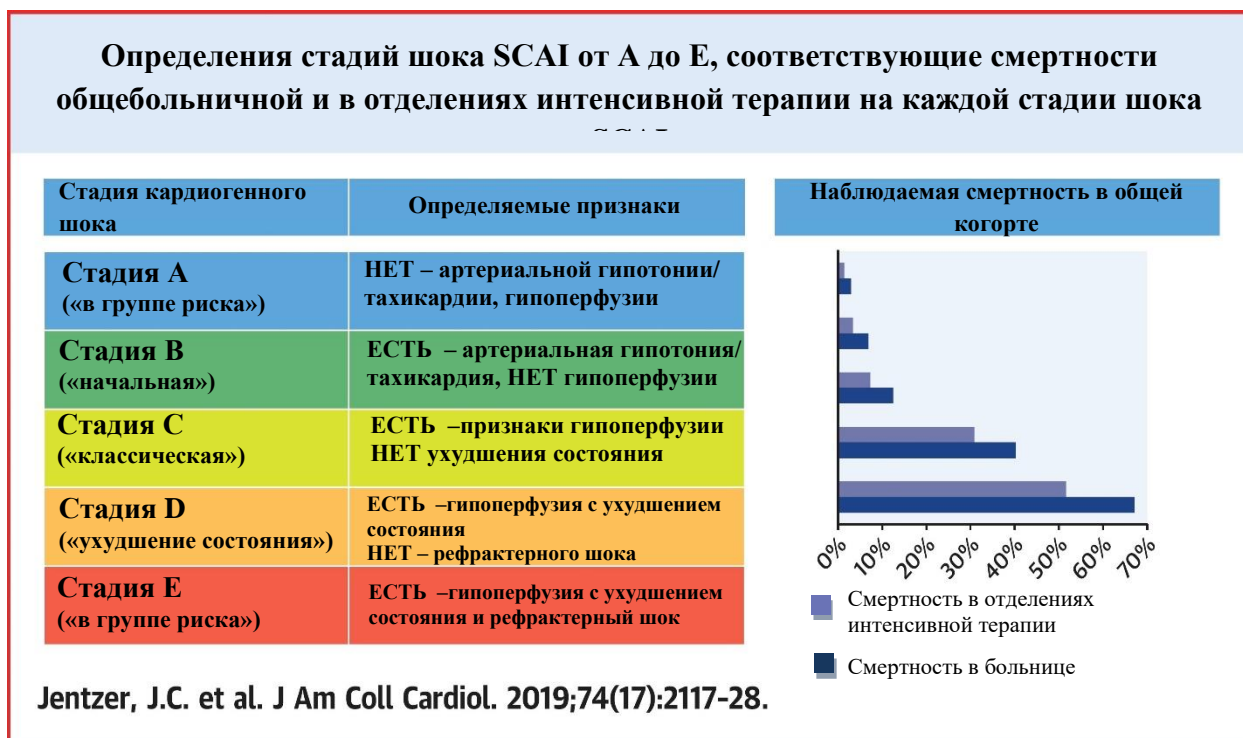 Определения стадий шока SCAI от А до Е, соответствующие смертности
общебольничной и в отделениях интенсивной терапии на каждой стадии шока
SCAI
Стадия кардиогенного
шока
Определяемые признаки
Стадия А
(«в группе риска»)
НЕТ – артериальной гипотонии/
тахикардии, гипоперфузии
Стадия B
(«начальная»)
ЕСТЬ – артериальная гипотония/
тахикардия, НЕТ гипоперфузии
Стадия C
(«классическая»)
ЕСТЬ –признаки гипоперфузии
НЕТ ухудшения состояния
Стадия D
(«ухудшение состояния»)
ЕСТЬ –гипоперфузия с ухудшением
состояния
НЕТ – рефрактерного шока
Стадия E
(«в группе риска»)
ЕСТЬ –гипоперфузия с ухудшением
состояния и рефрактерный шок
Наблюдаемая смертность в общей
когорте
0% 10% 20% 30% 40% 50% 60% 70%
Смертность в отделениях
интенсивной терапии
Смертность в больнице
Jentzer, J.C. et al. J Am Coll Cardiol. 2019;74(17):2117-28.